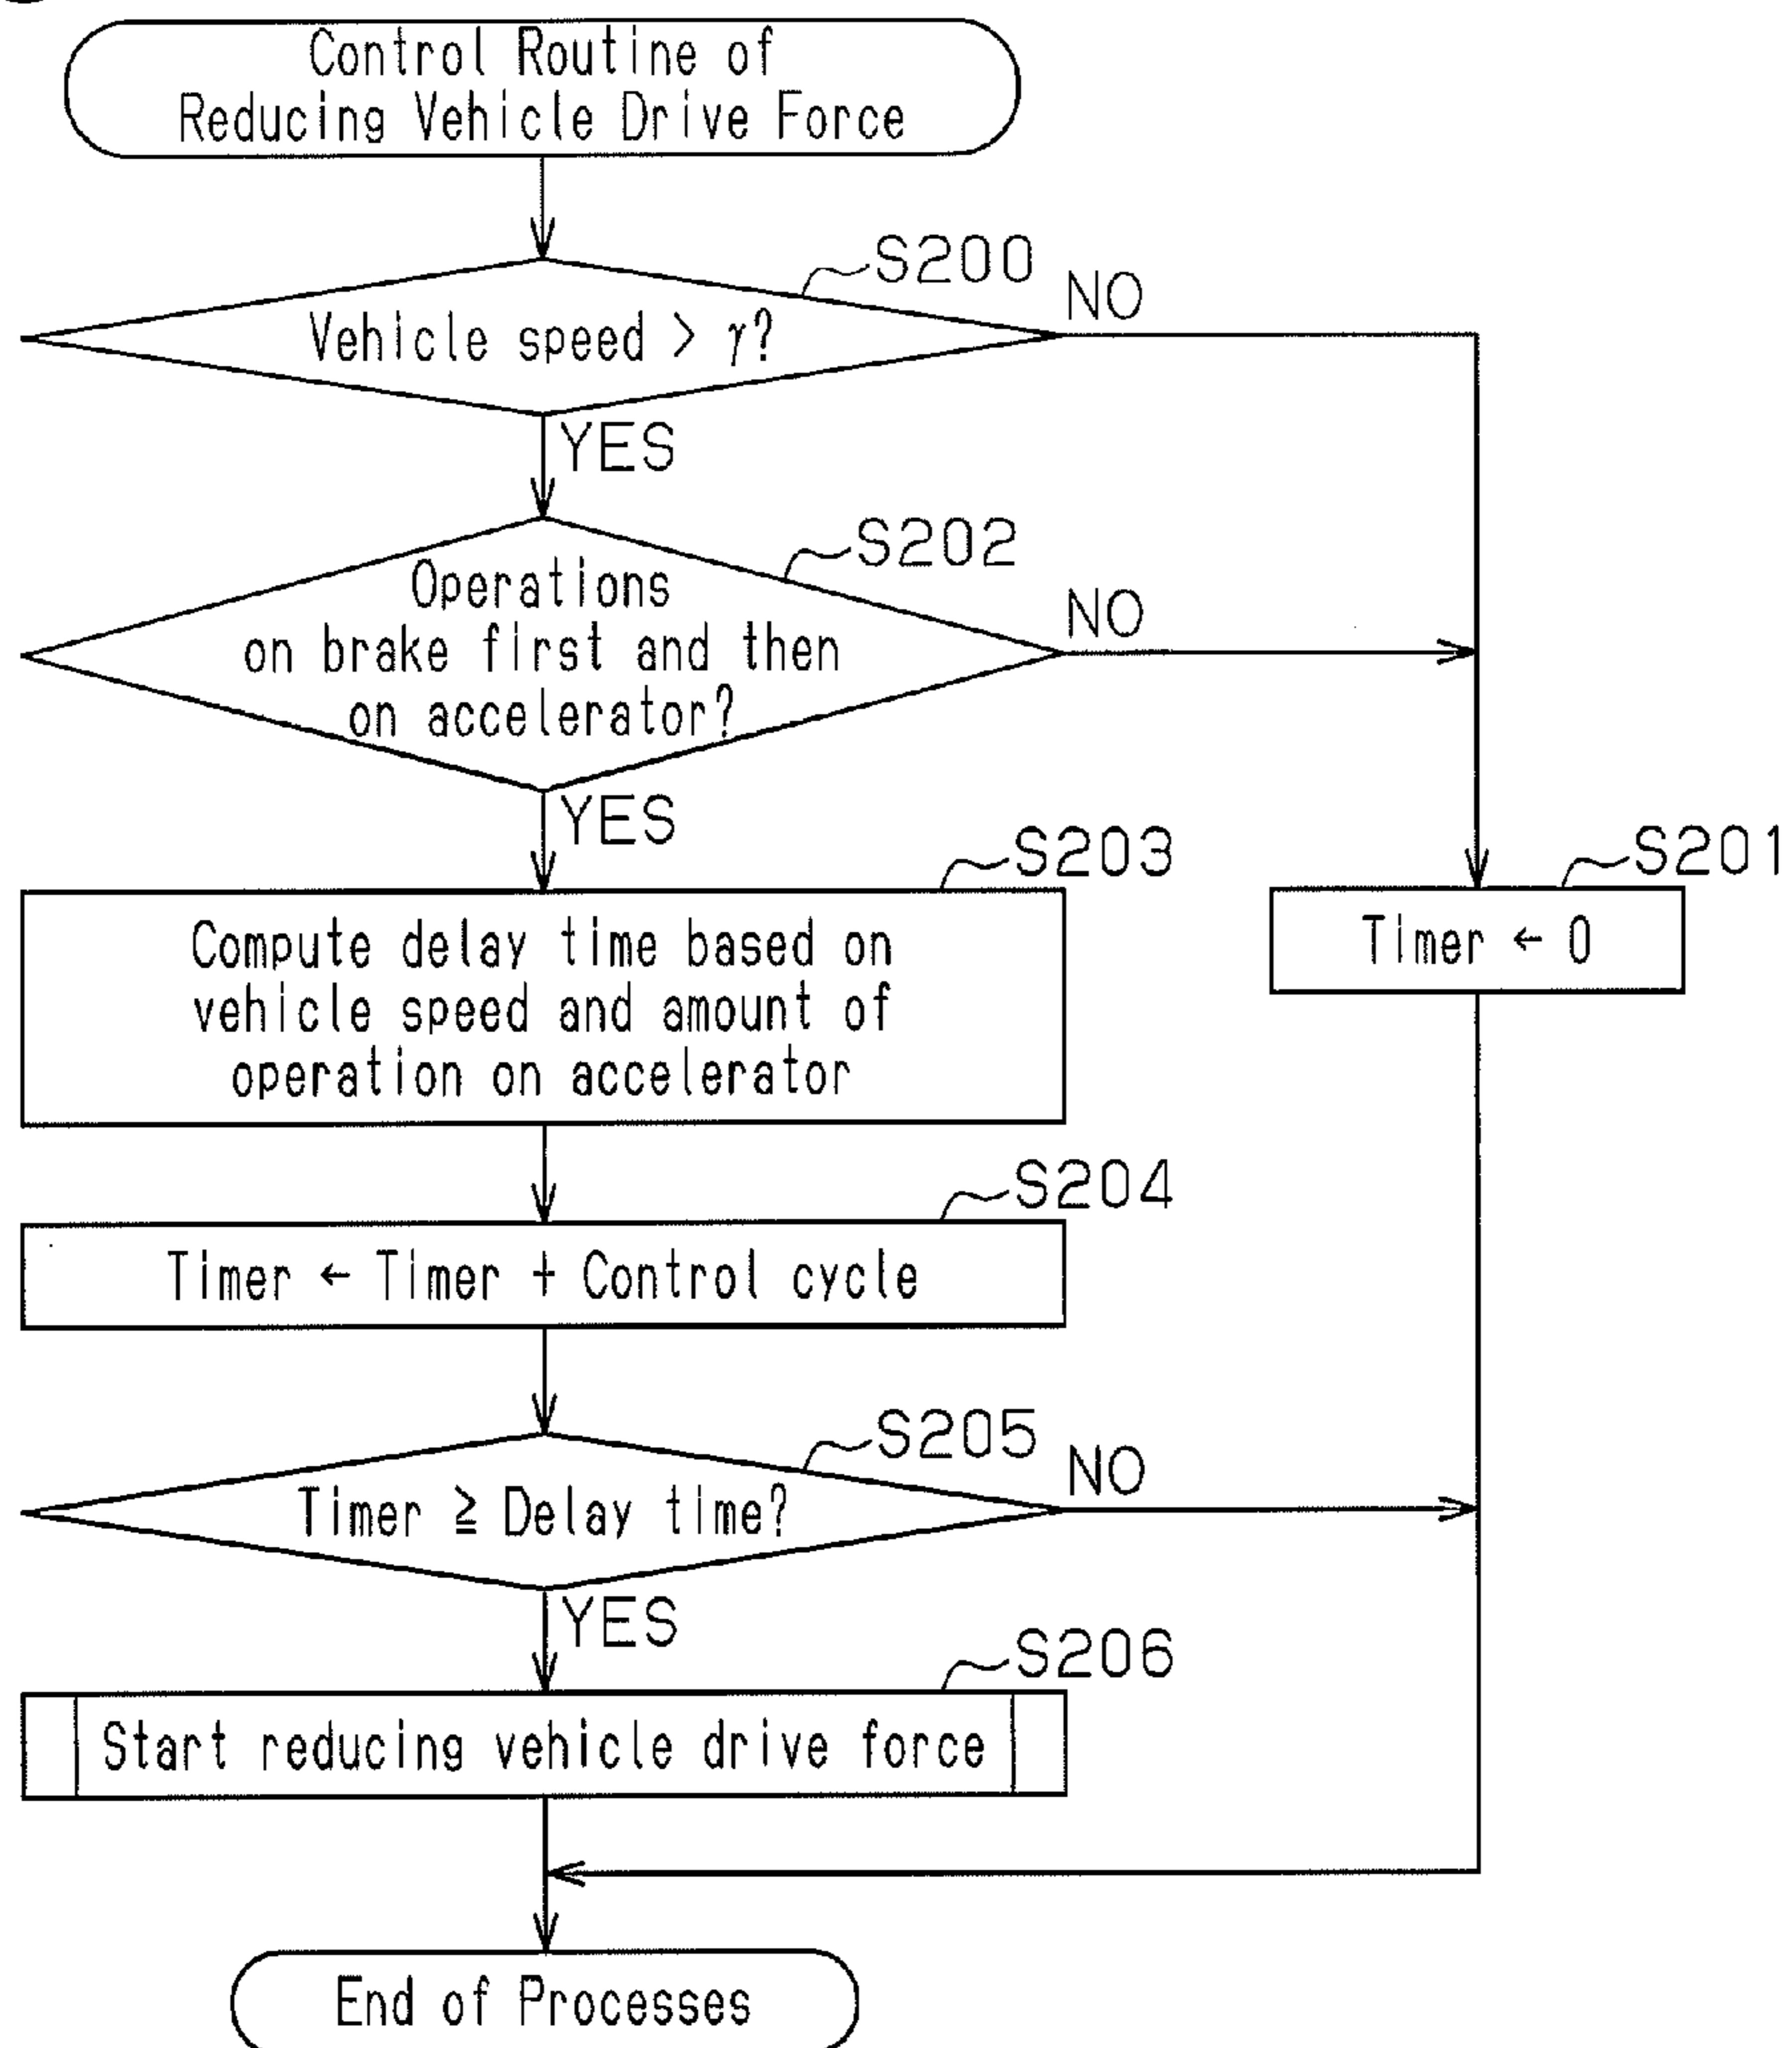 Control Routine of
Reducing Vehicle Drive Force
S200
NO
Vehicle speed > γ?
YES
S202
Operations
on brake first and then
on accelerator?
NO
YES
S203
S201
Compute delay time based on
vehicle speed and amount of
operation on accelerator
Timer ← 0
S204
Timer ← Timer + Control cycle
S205
NO
Timer ≧ Delay time?
YES
S206
Start reducing vehicle drive force
End of Processes